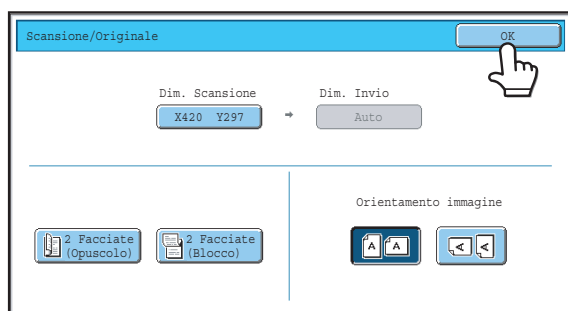 Scansione/Originale
OK
Dim. Scansione
Dim. Invio
X420 Y297
Auto
Orientamento immagine
2 Facciate
(Opuscolo)
2 Facciate
(Blocco)
A A
A A